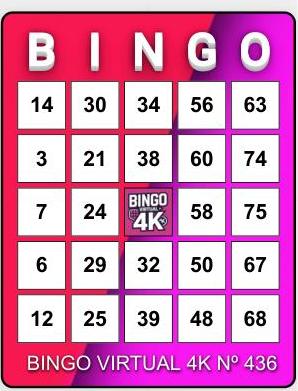 BINGO
14 30 34 56 63
3 21 38 60 74
7 24 BINGO VIRTUAL 4K 58 75
6 29 32 50 67
12 25 39 48 68
BINGO VIRTUAL 4K Nº 436